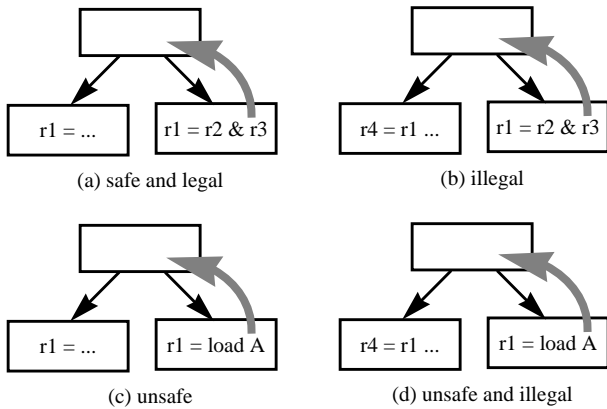 r1 = ...
r1 = r2 & r3
(a) safe and legal
r4 = r1 ...
r1 = r2 & r3
(b) illegal
r1 = ...
r1 = load A
(c) unsafe
r4 = r1 ...
r1 = load A
(d) unsafe and illegal